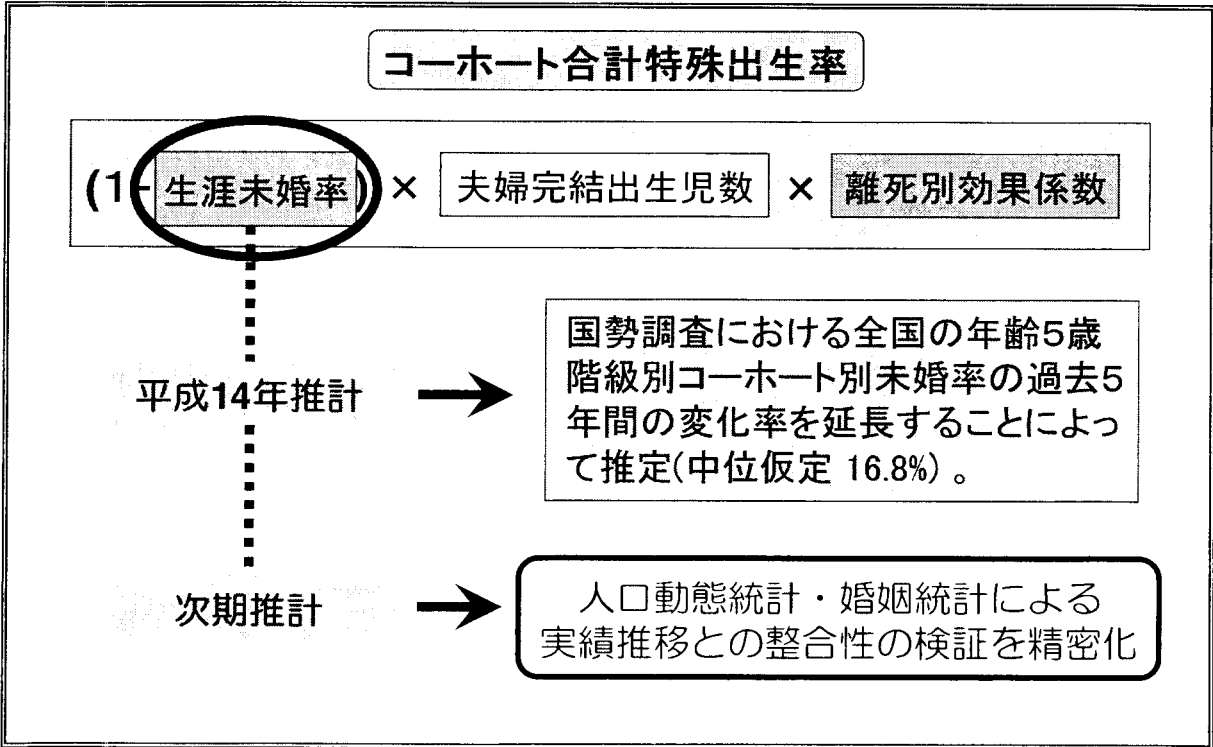 コーホート合計特殊出生率
(1-生涯未婚率) × 夫婦完結出生児数 × 離死別効果係数
平成14年推計
国勢調査における全国の年齢5歳
階級別コーホート別未婚率の過去5
年間の変化率を延長することによっ
て推定(中位仮定 16.8%)。
次期推計
人口動態統計・婚姻統計による
実績推移との整合性の検証を精密化